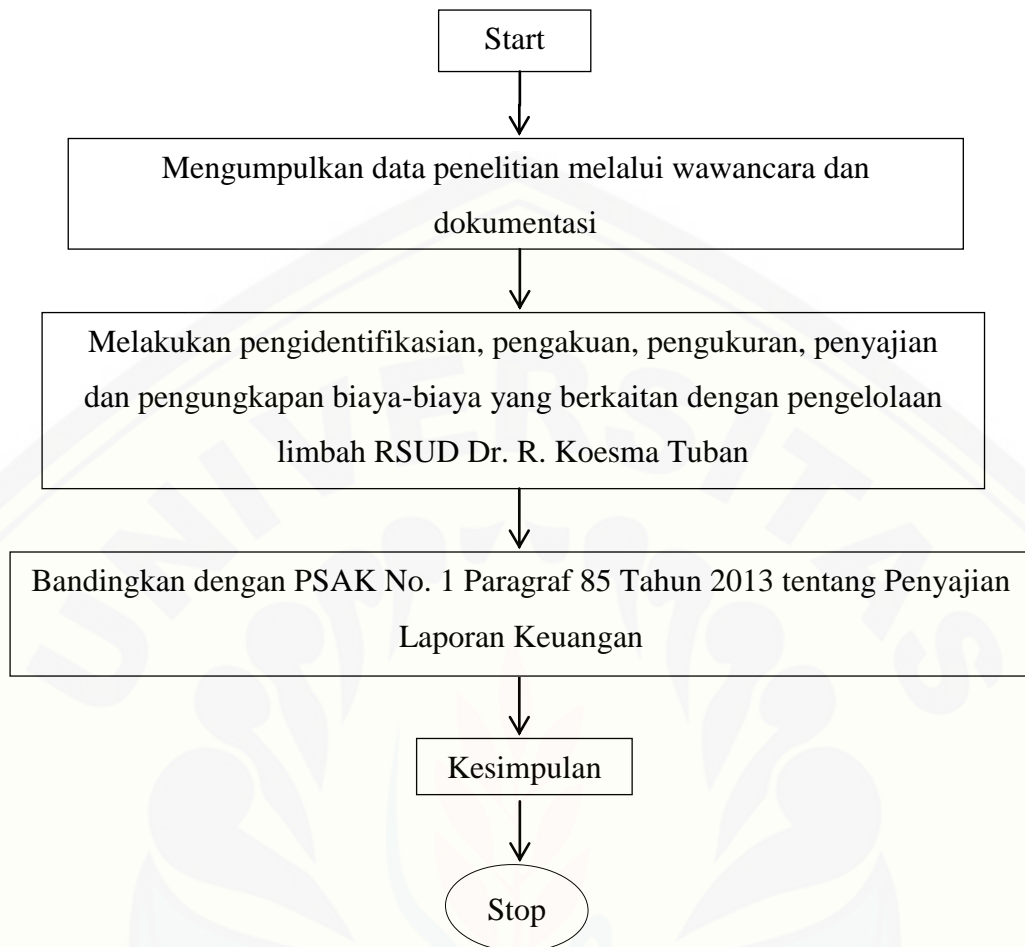 Start
Mengumpulkan data penelitian melalui wawancara dan
dokumentasi
Melakukan pengidentifikasian, pengakuan, pengukuran, penyajian
dan pengungkapan biaya-biaya yang berkaitan dengan pengelolaan
limbah RSUD Dr. R. Koesma Tuban
Bandingkan dengan PSAK No. 1 Paragraf 85 Tahun 2013 tentang Penyajian
Laporan Keuangan
Kesimpulan
Stop
UNIVERSITAS